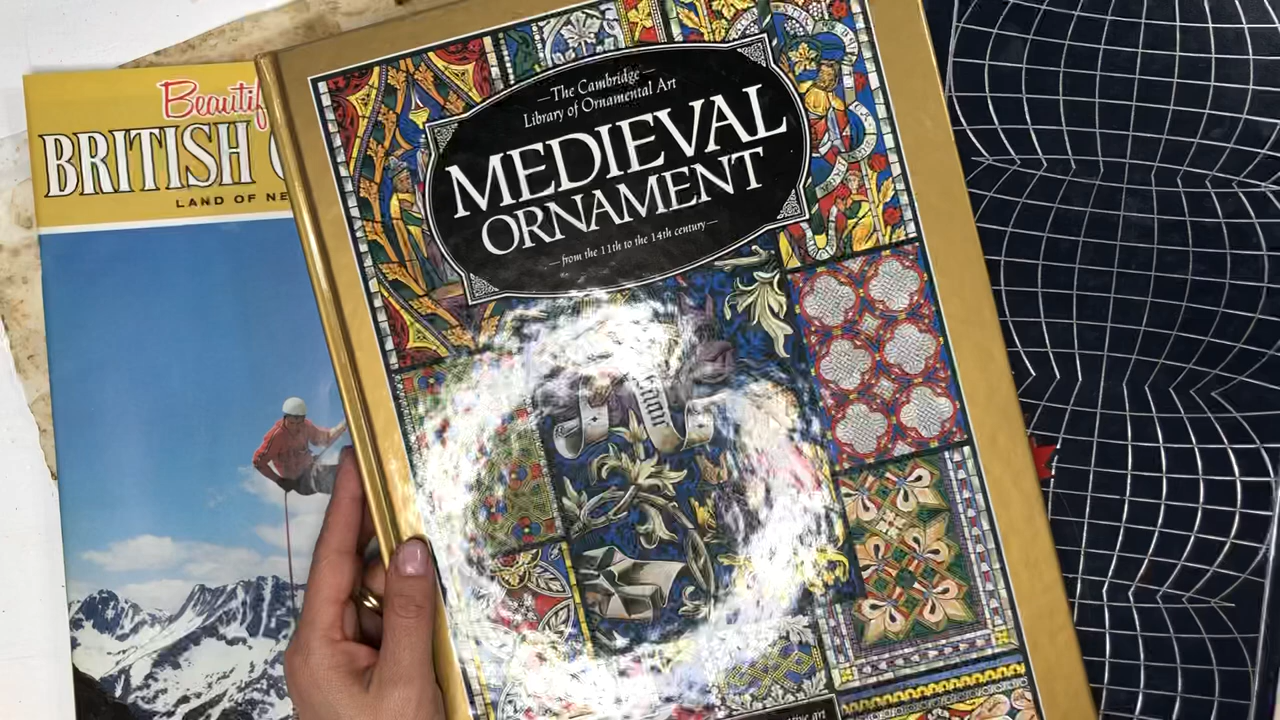 Beautif
BRITISH
LAND OF NE
—The Cambridge—
Library of Ornamental Art
MEDIEVAL
ORNAMENT
—from the 11th to the 14th century—